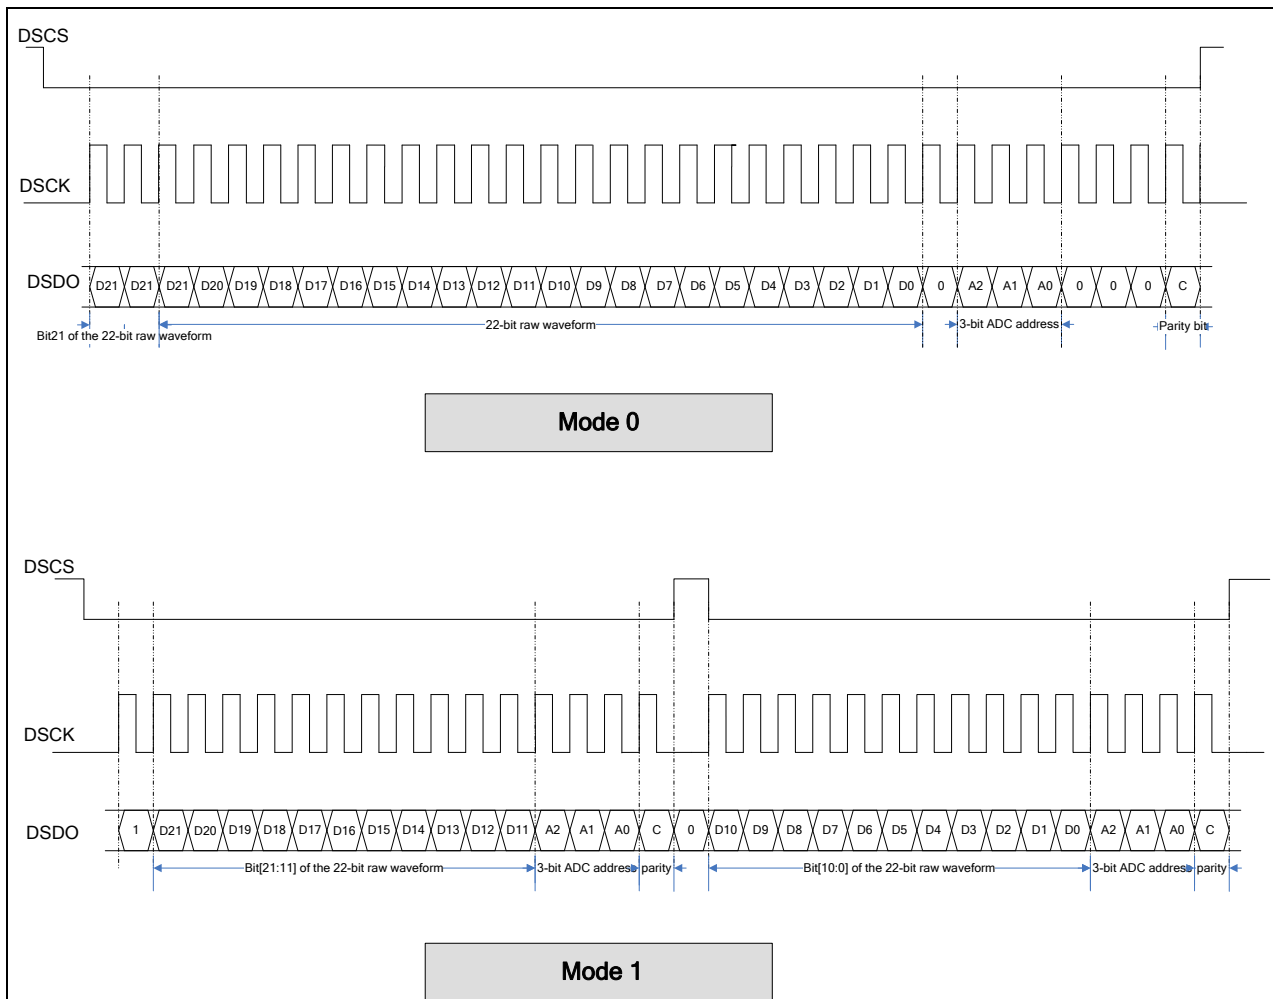 DSCS
DSCK
DSDO D21 D21 D21 D20 D19 D18 D17 D16 D15 D14 D13 D12 D11 D10 D9 D8 D7 D6 D5 D4 D3 D2 D1 D0 0 A2 A1 A0 0 0 0 C
Bit21 of the 22-bit raw waveform 22-bit raw waveform 3-bit ADC address Parity bit
Mode 0
DSCS
DSCK
DSDO 1 D21 D20 D19 D18 D17 D16 D15 D14 D13 D12 D11 A2 A1 A0 C 0 D10 D9 D8 D7 D6 D5 D4 D3 D2 D1 D0 A2 A1 A0 C
Bit[21:11] of the 22-bit raw waveform 3-bit ADC address parity Bit[10:0] of the 22-bit raw waveform 3-bit ADC address parity
Mode 1